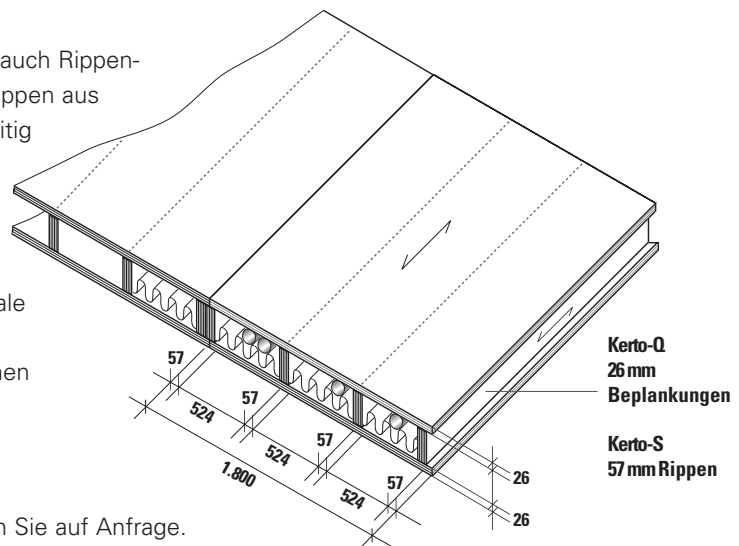 auch Rippen-
ippen aus
itig
ale
nen
n Sie auf Anfrage.
57
524
57
524
57
524
57
1.800
26
26
Kerto-Q
26 mm
Beplankungen
Kerto-S
57 mm Rippen